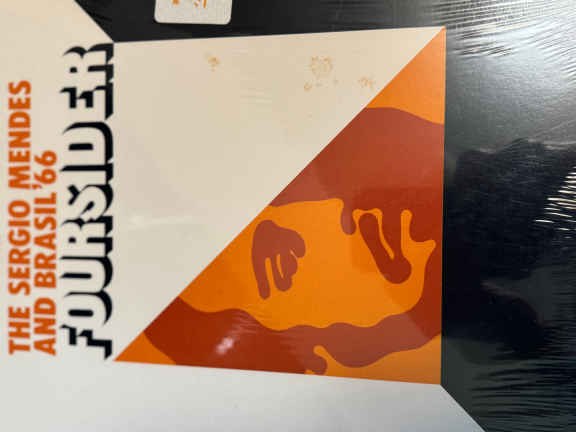 THE SERGIO MENDES
AND BRASIL '66
FOURSIDER